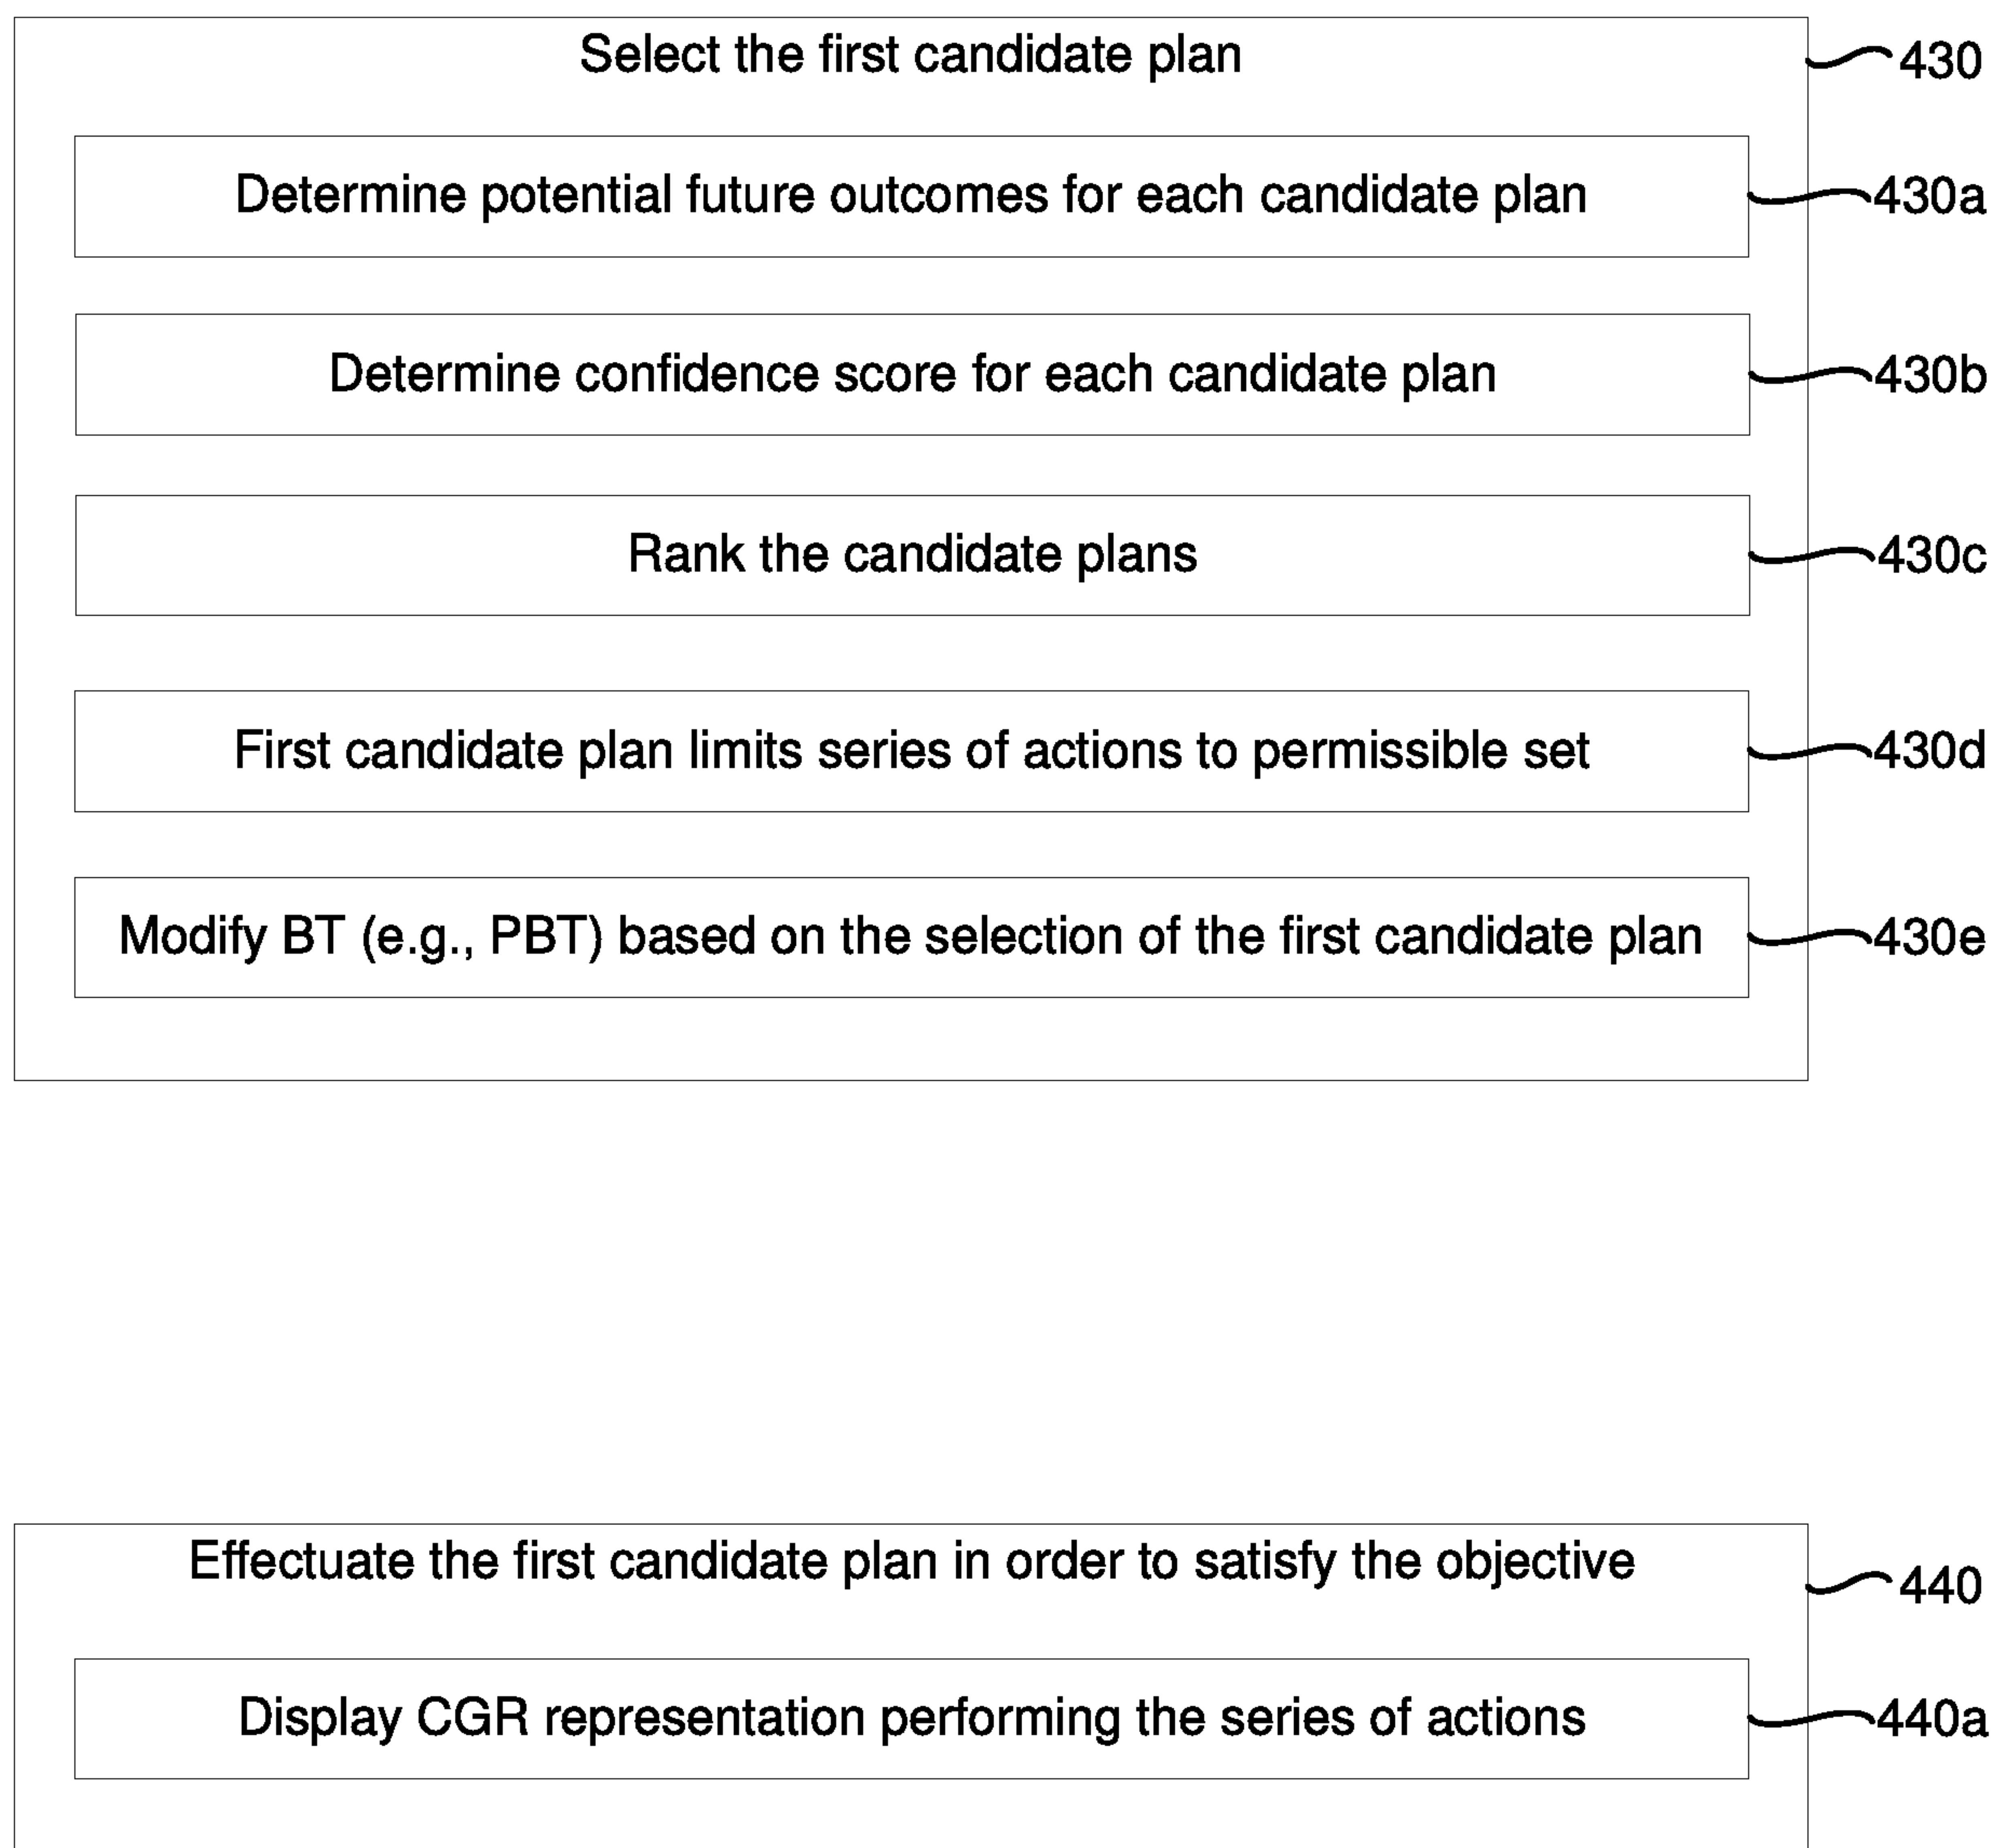 Select the first candidate plan 430
Determine potential future outcomes for each candidate plan 430a
Determine confidence score for each candidate plan 430b
Rank the candidate plans 430c
First candidate plan limits series of actions to permissible set 430d
Modify BT (e.g., PBT) based on the selection of the first candidate plan 430e
Effectuate the first candidate plan in order to satisfy the objective 440
Display CGR representation performing the series of actions 440a